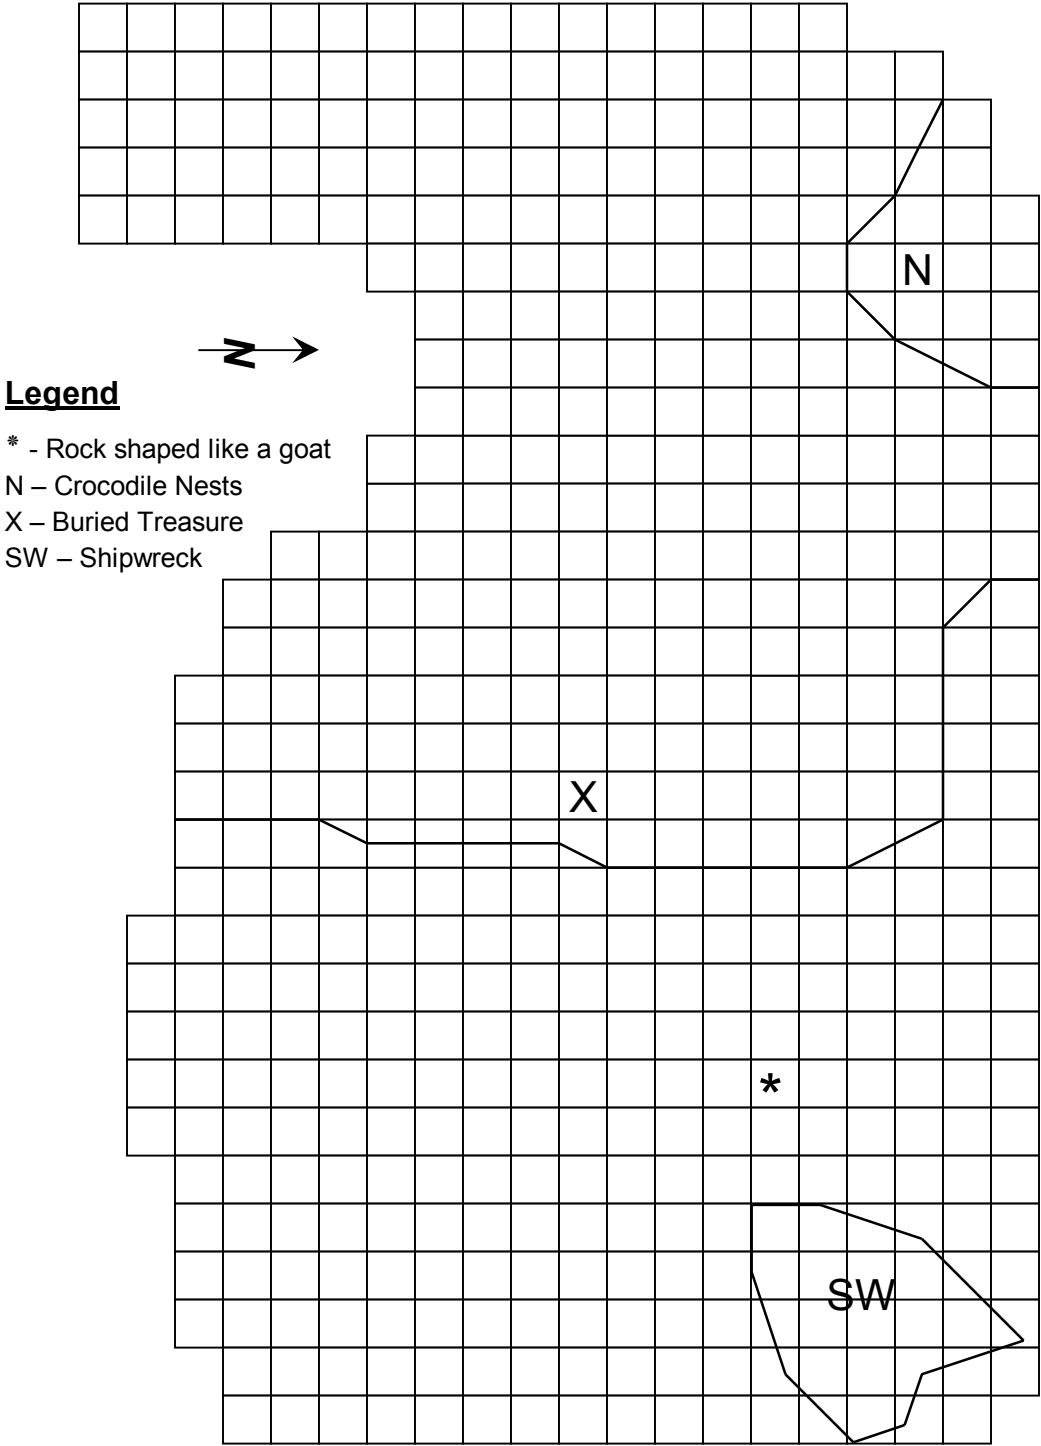 N
N
Legend
* - Rock shaped like a goat
N – Crocodile Nests
X – Buried Treasure
SW – Shipwreck
X
*
SW